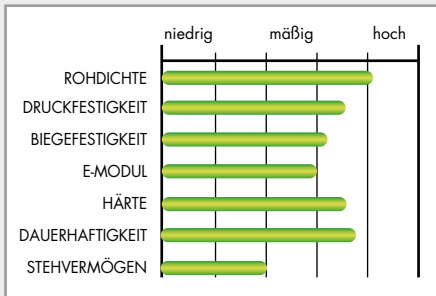 niedrig mäßig hoch
ROHDICHTE
DRUCKFESTIGKEIT
BIEGEFESTIGKEIT
E-MODUL
HÄRTE
DAUERHAFTIGKEIT
STEHVERMÖGEN